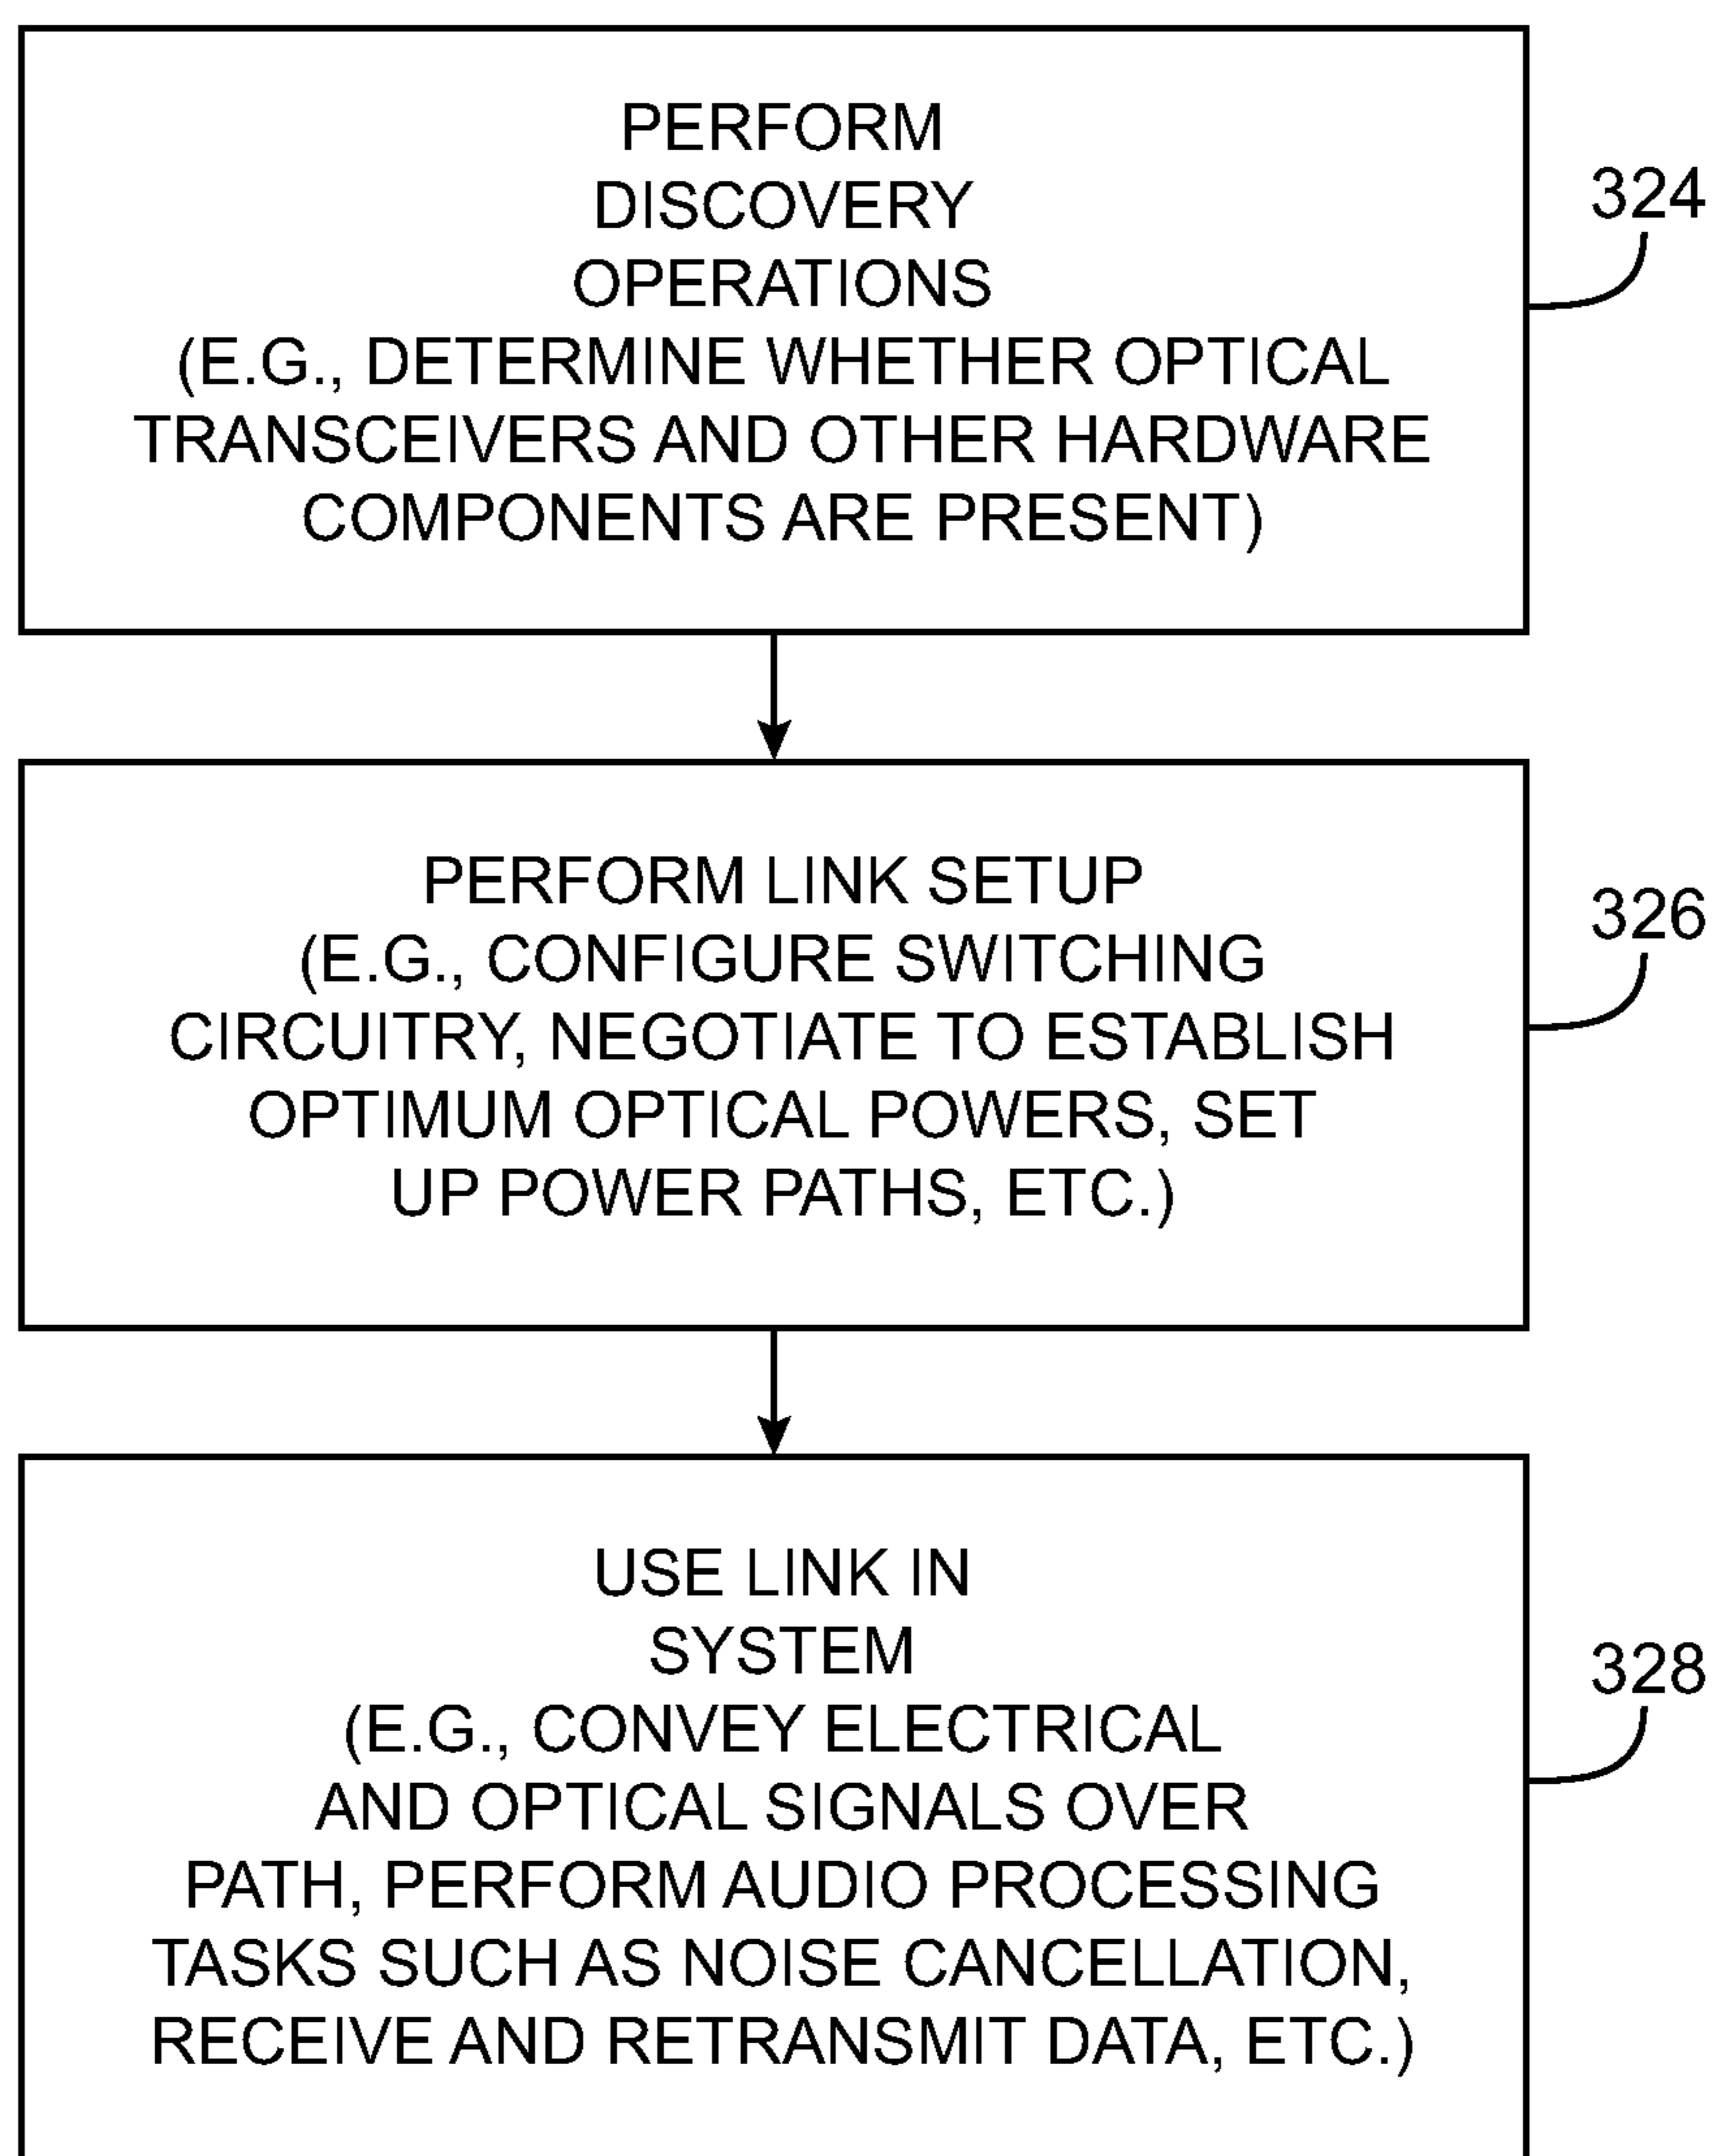 PERFORM
DISCOVERY
OPERATIONS
(E.G., DETERMINE WHETHER OPTICAL
TRANSCEIVERS AND OTHER HARDWARE
COMPONENTS ARE PRESENT)
324
PERFORM LINK SETUP
(E.G., CONFIGURE SWITCHING
CIRCUITRY, NEGOTIATE TO ESTABLISH
OPTIMUM OPTICAL POWERS, SET
UP POWER PATHS, ETC.)
326
USE LINK IN
SYSTEM
(E.G., CONVEY ELECTRICAL
AND OPTICAL SIGNALS OVER
PATH, PERFORM AUDIO PROCESSING
TASKS SUCH AS NOISE CANCELLATION,
RECEIVE AND RETRANSMIT DATA, ETC.)
328